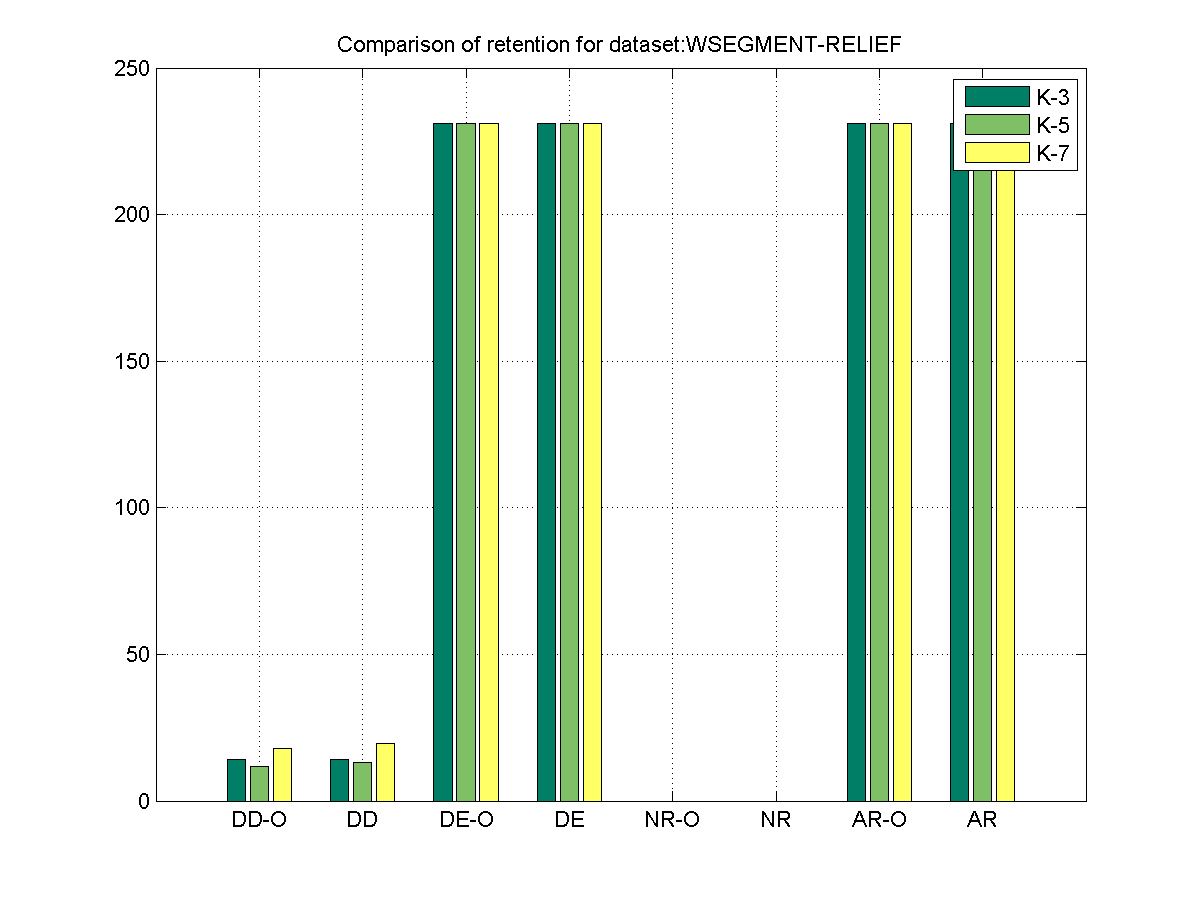 Comparison of retention for dataset:WSEGMENT-RELIEF
250
200
150
100
50
0
K-3
K-5
K-7
DD-O DD DE-O DE NR-O NR AR-O AR